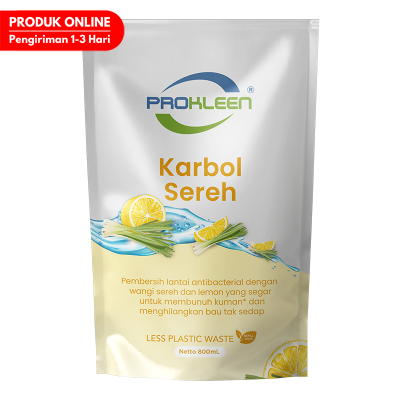 PRODUK ONLINE
Pengiriman 1-3 Hari
PROKLEEN®
Karbol
Sereh
Pembersih lantai antibacterial dengan
wangi sereh dan lemon yang segar
untuk membunuh kuman* dan
menghilangkan bau tak sedap
LESS PLASTIC WASTE
Netto 800mL